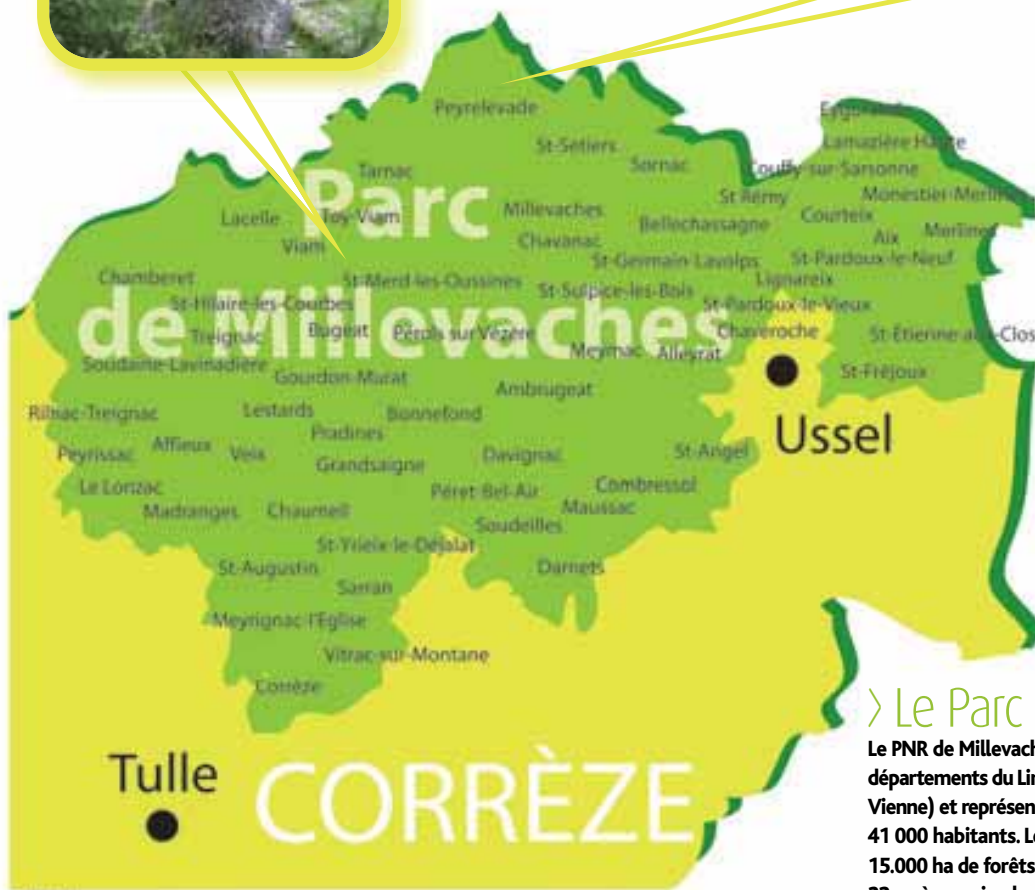 Peyrelevade
St-Setiers
Lamazière Haute
Tarnac
Sornac
Couffy-sur-Sarsonne
Parc
St Rémy
Monestier-Merlines
Lacelle
Toy-Viam
Millevaches
Bellechassagne
Courteix
Viam
Chavanac
Aix
Merlines
St-Germain-Lavolps
St-Pardoux-le-Neuf
Chamberet
St-Merd-les-Oussines
St-Sulpice-les-Bois
Lignareix
St-Hilaire-les-Courbes
St-Pardoux-le-Vieux
de Millevaches
Treignac
Bugeat
Pérols sur Vézère
Chaveroche
St-Etienne-aux-Clos
Meymac
Alleyrat
Soudaine-Lavinadière
Gourdon-Murat
St-Fréjoux
Ambrugeat
Rilhac-Treignac
Lestards
Bonnefond
Ussel
Pradines
Peyrissac
Affieux
Veix
Grandsaigne
Davignac
St-Angel
Le Lonzac
Péret-Bel-Air
Combressol
Madranges
Chaumeil
Maussac
Soudeilles
St-Yrieix-le-Déjalat
St-Augustin
Darnets
Sarran
Meyrignac-l'Eglise
Vitrac-sur-Montane
Corrèze
Tulle
CORRÈZE
› Le Parc
Le PNR de Millevach
départements du Lim
Vienne) et représen
41 000 habitants. Le
15.000 ha de forêts